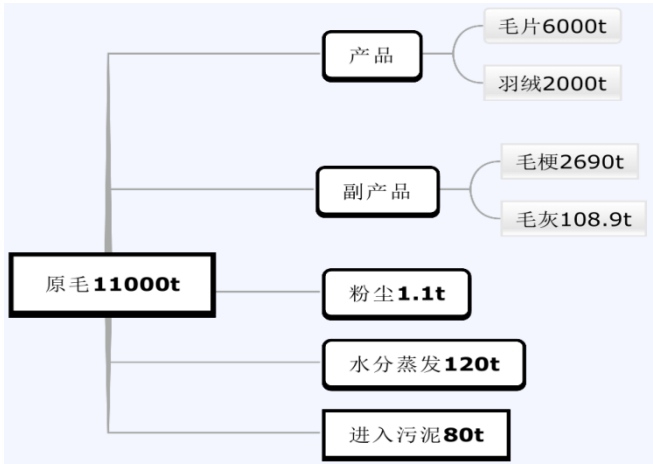 产品
毛片6000t
羽绒2000t
副产品
毛梗2690t
毛灰108.9t
原毛11000t
粉尘1.1t
水分蒸发120t
进入污泥80t